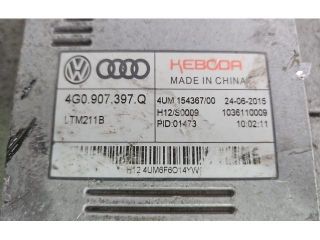 KEBODA
MADE IN CHINA
4G0.907.397.Q
4UM 154367/00 24-06-2015
LTM211B
H12/S0009 1036110009
PID:01473 10:02:11
H12 4UM6F6O14YW